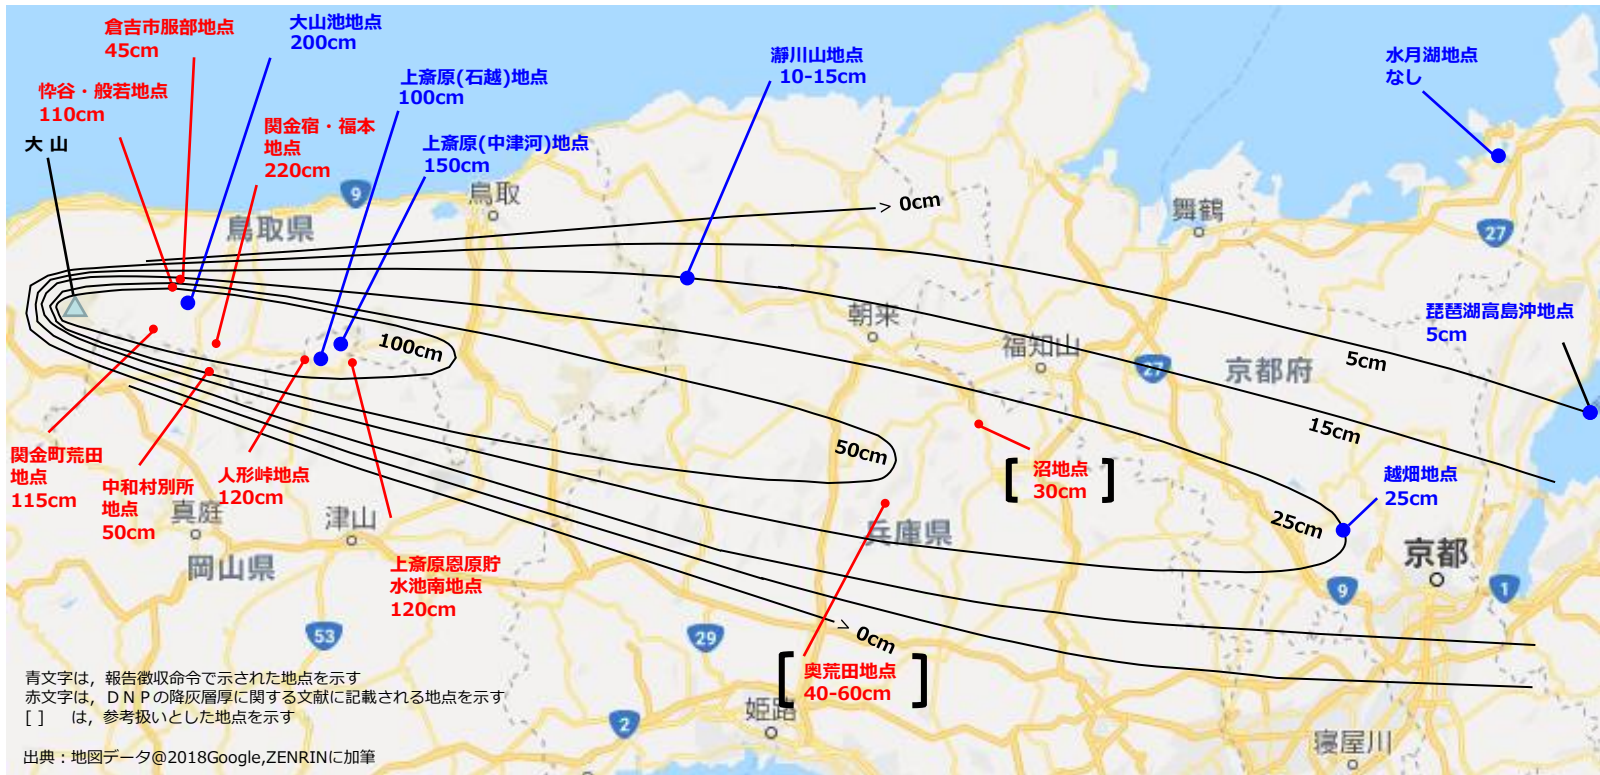 倉吉市服部地点
45cm
大山池地点
200cm
瀞川山地点
10-15cm
水月湖地点
なし
上斎原(石越)地点
100cm
忰谷・般若地点
110cm
関金宿・福本
地点
220cm
大 山
上斎原(中津河)地点
150cm
9
鳥取
> 0cm
舞鶴
鳥取県
27
朝来
琵琶湖高島沖地点
5cm
福知山
100cm
27
京都府
5cm
15cm
関金町荒田
地点
115cm
中和村別所
地点
50cm
人形峠地点
120cm
50cm
[ 沼地点
30cm ]
越畑地点
25cm
真庭
津山
兵庫県
25cm
京都
岡山県
上斎原恩原貯
水池南地点
120cm
9
1
53
29
> 0cm
[ 奥荒田地点
40-60cm ]
青文字は，報告徴収命令で示された地点を示す
赤文字は，ＤＮＰの降灰層厚に関する文献に記載される地点を示す
[ ] は，参考扱いとした地点を示す
姫路
2
寝屋川
出典：地図データ@2018Google,ZENRINに加筆